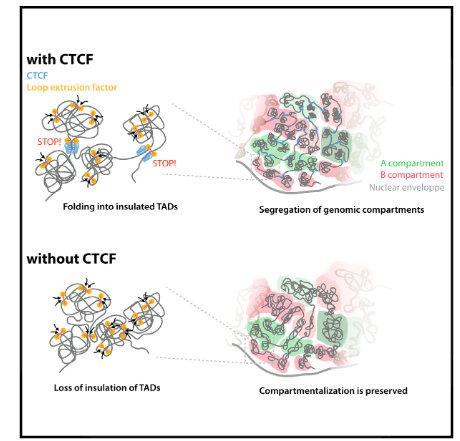 with CTCF
CTCF
Loop extrusion factor
STOP!
STOP!
A compartment
B compartment
Nuclear enveloppe
Folding into insulated TADs
Segregation of genomic compartments
without CTCF
Loss of insulation of TADs
Compartmentalization is preserved